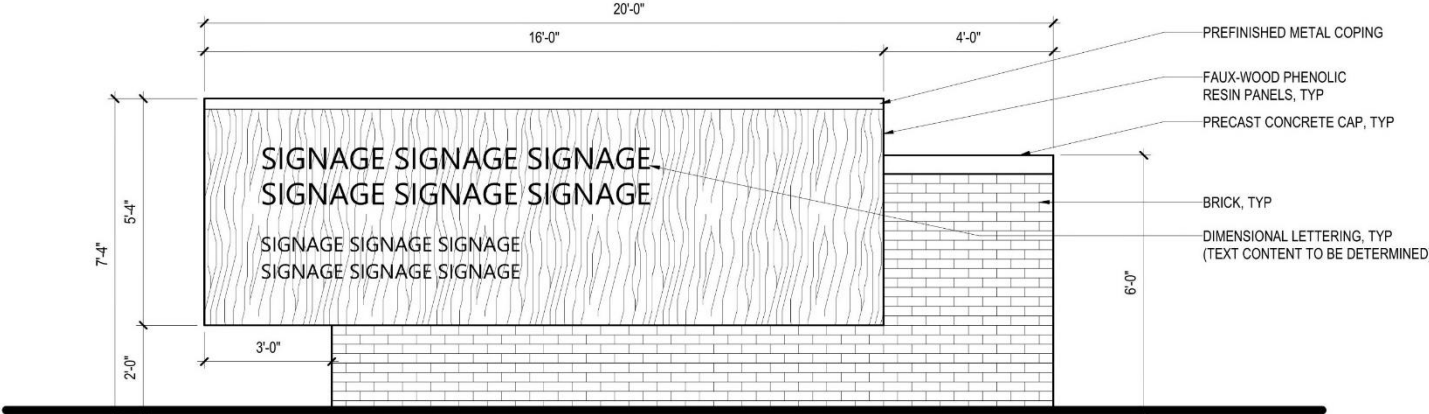 20'-0"
16'-0"
4'-0"
PREFINISHED METAL COPING
FAUX-WOOD PHENOLIC
RESIN PANELS, TYP
PRECAST CONCRETE CAP, TYP
SIGNAGE SIGNAGE SIGNAGE
SIGNAGE SIGNAGE SIGNAGE
SIGNAGE SIGNAGE SIGNAGE
SIGNAGE SIGNAGE SIGNAGE
BRICK, TYP
DIMENSIONAL LETTERING, TYP
(TEXT CONTENT TO BE DETERMINED
7'-4"
5'-4"
2'-0"
3'-0"
6'-0"